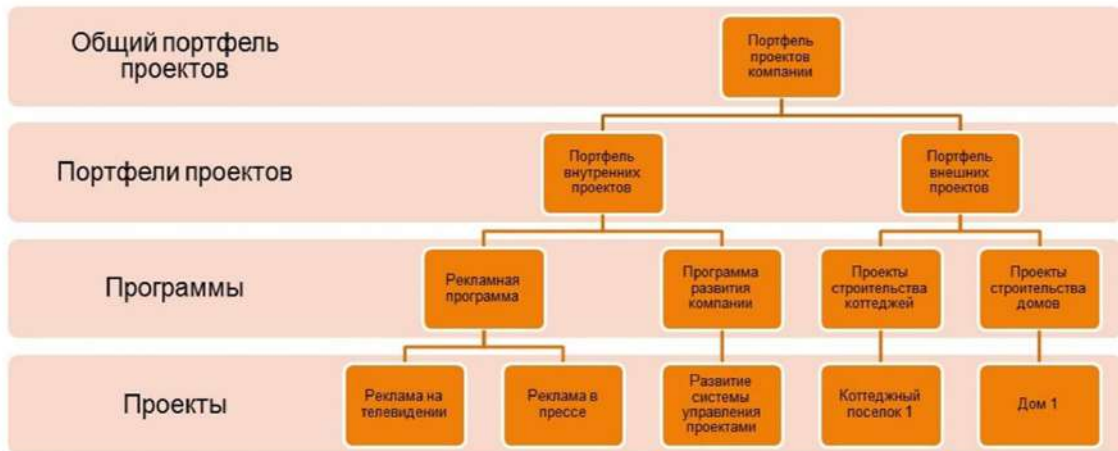 Общий портфель
проектов
Портфель
проектов
компании
Портфели проектов
Портфель
внутренних
проектов
Портфель
внешних
проектов
Программы
Рекламная
программа
Программа
развития
компании
Проекты
строительства
коттеджей
Проекты
строительства
домов
Проекты
Реклама на
телевидении
Реклама в
прессе
Развитие
системы
управления
проектами
Коттеджный
поселок 1
Дом 1